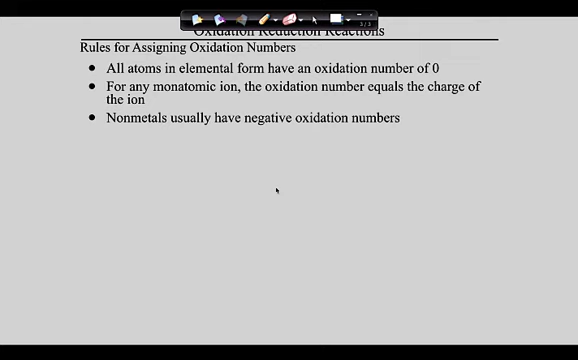 Oxidation Reduction Reactions
Rules for Assigning Oxidation Numbers
• All atoms in elemental form have an oxidation number of 0
• For any monatomic ion, the oxidation number equals the charge of
the ion
• Nonmetals usually have negative oxidation numbers